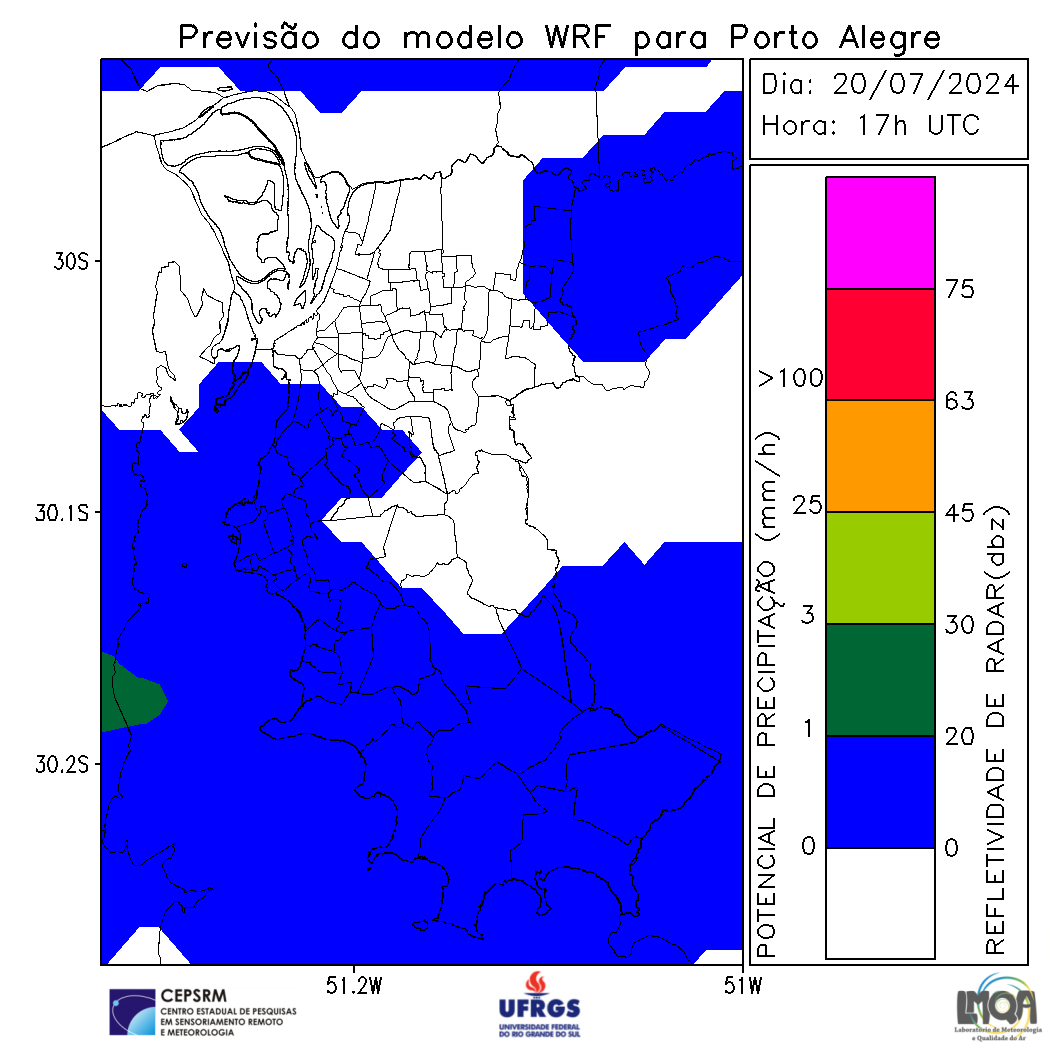 Previsão do modelo WRF para Porto Alegre
Dia: 20/07/2024
Hora: 17h UTC
30S
30.1S
30.2S
51.2W
51W
POTENCIAL DE PRECIPITAÇÃO (mm/h)
>100
25
3
1
0
75
63
45
30
20
0
REFLETIVIDADE DE RADAR(dbz)
CEPSRM
CENTRO ESTADUAL DE PESQUISAS
EM SENSORIAMENTO REMOTO
E METEOROLOGIA
UFRGS
UNIVERSIDADE FEDERAL
DO RIO GRANDE DO SUL
LMQA
Laboratório de Meteorologia
e Qualidade do Ar